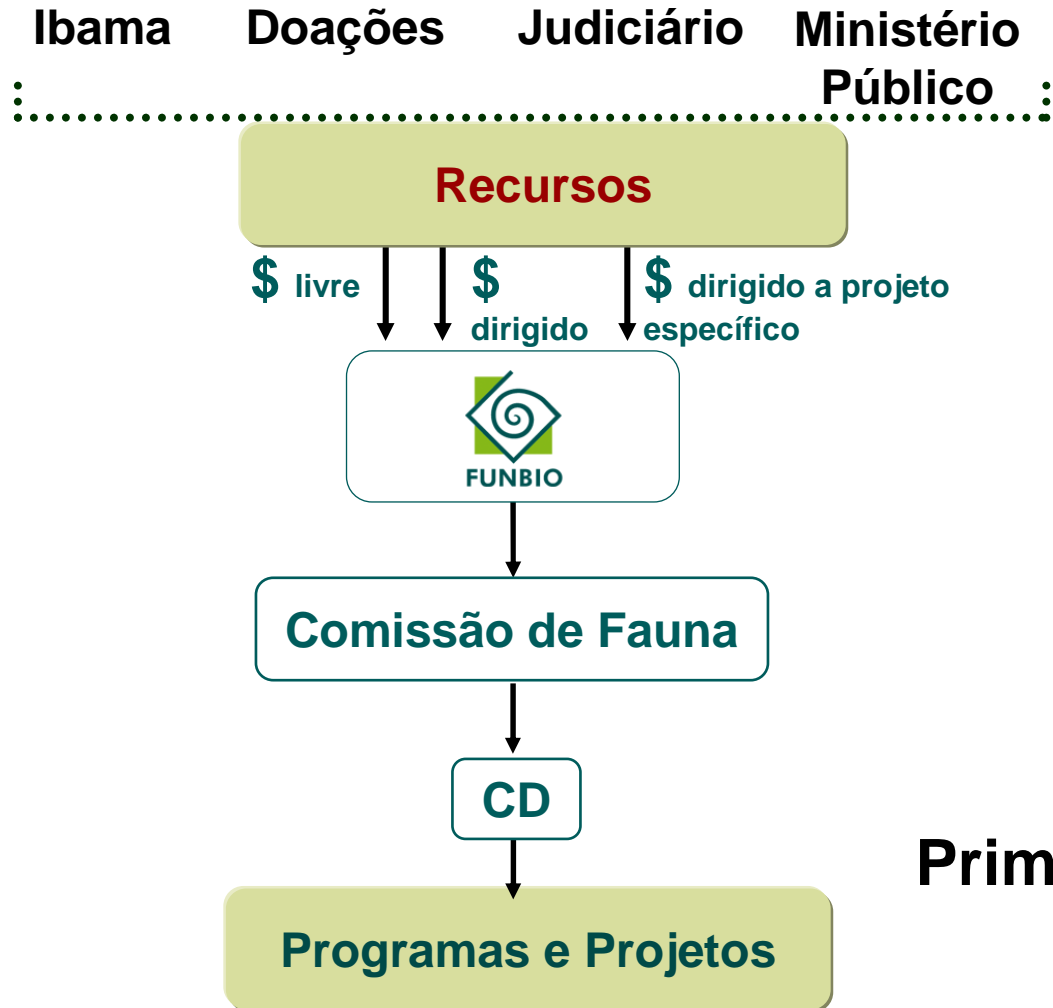 Ibama Doações Judiciário Ministério
Público
Recursos
$ livre $ $ dirigido a projeto
dirigido específico
FUNBIO
Comissão de Fauna
CD
Prim
Programas e Projetos